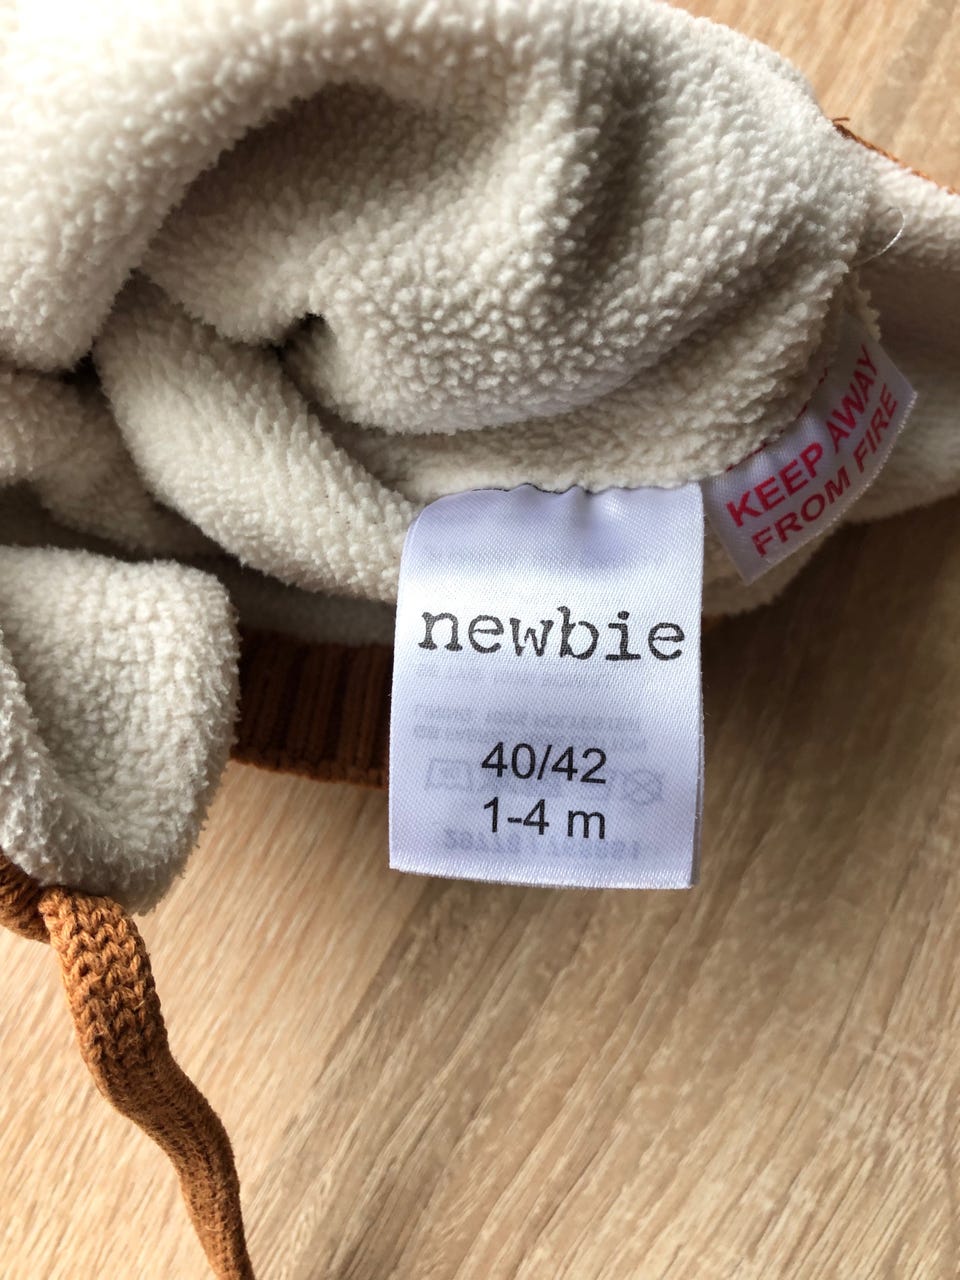 newbie
40/42
1-4 m
KEEP AWAY
FROM FIRE